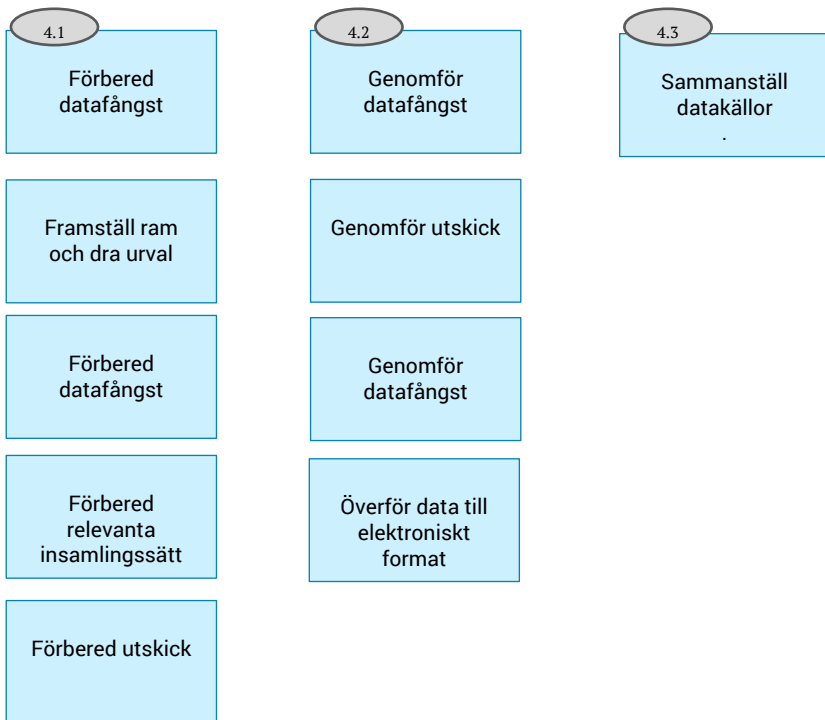 4.1
Förbered
datafångst
Framställ ram
och dra urval
Förbered
datafångst
Förbered
relevanta
insamlingssätt
Förbered utskick
4.2
Genomför
datafångst
Genomför utskick
Genomför
datafångst
Överför data till
elektroniskt
format
4.3
Sammanställ
datakällor
.